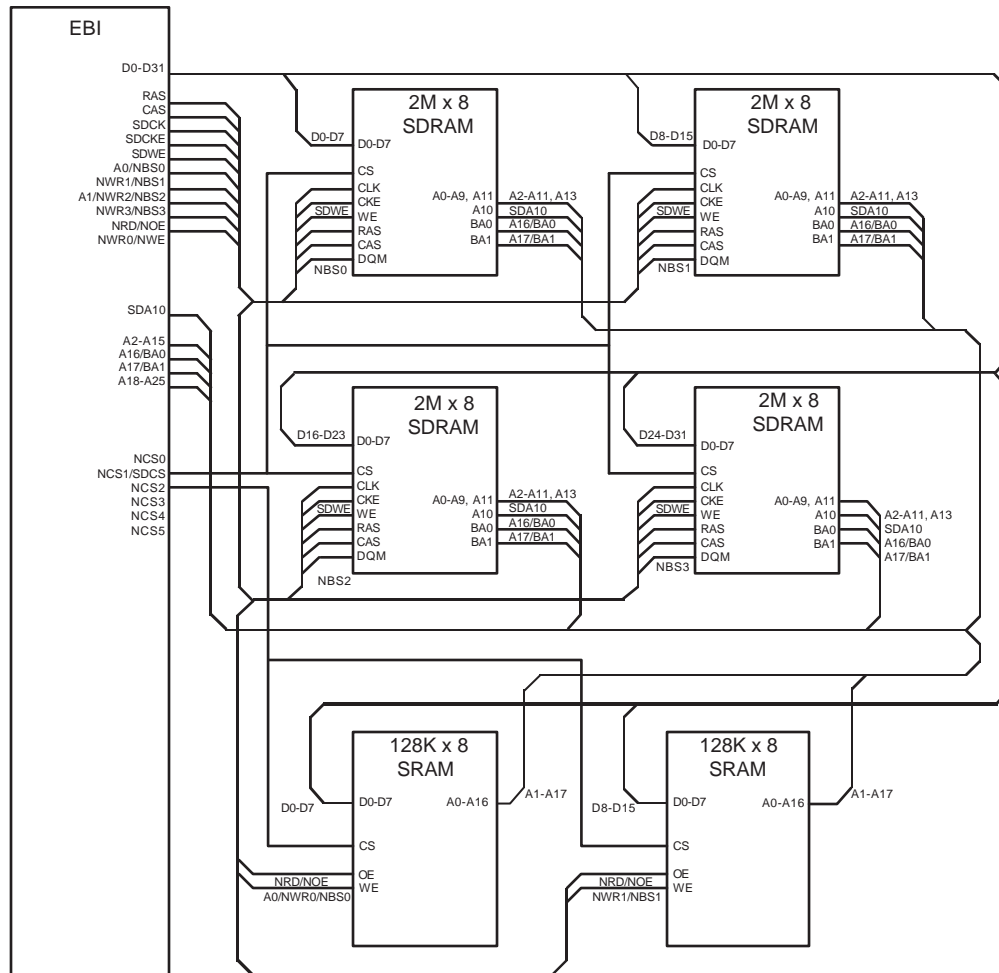 EBI
D0-D31
RAS
CAS
SDCK
SDCKE
SDWE
A0/NBS0
NWR1/NBS1
A1/NWR2/NBS2
NWR3/NBS3
NRD/NOE
NWR0/NWE
SDA10
A2-A15
A16/BA0
A17/BA1
A18-A25
NCS0
NCS1/SDCS
NCS2
NCS3
NCS4
NCS5
2M x 8
SDRAM
D0-D7
D0-D7
CS
CLK
CKE
SDWE
WE
RAS
CAS
DQM
NBS0
A0-A9, A11
A10
BA0
BA1
A2-A11, A13
SDA10
A16/BA0
A17/BA1
2M x 8
SDRAM
D8-D15
D0-D7
CS
CLK
CKE
SDWE
WE
RAS
CAS
DQM
NBS1
A0-A9, A11
A10
BA0
BA1
A2-A11, A13
SDA10
A16/BA0
A17/BA1
2M x 8
SDRAM
D16-D23
D0-D7
CS
CLK
CKE
SDWE
WE
RAS
CAS
DQM
NBS2
A0-A9, A11
A10
BA0
BA1
A2-A11, A13
SDA10
A16/BA0
A17/BA1
2M x 8
SDRAM
D24-D31
D0-D7
CS
CLK
CKE
SDWE
WE
RAS
CAS
DQM
NBS3
A0-A9, A11
A10
BA0
BA1
A2-A11, A13
SDA10
A16/BA0
A17/BA1
128K x 8
SRAM
D0-D7
D0-D7
CS
OE
WE
NRD/NOE
A0/NWR0/NBS0
A0-A16
A1-A17
128K x 8
SRAM
D8-D15
D0-D7
CS
OE
WE
NRD/NOE
NWR1/NBS1
A0-A16
A1-A17